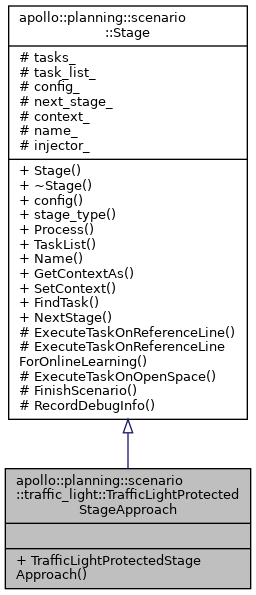 apollo::planning::scenario
::Stage
# tasks_
# task_list_
# config_
# next_stage_
# context_
# name_
# injector_
+ Stage()
+ ~Stage()
+ config()
+ stage_type()
+ Process()
+ TaskList()
+ Name()
+ GetContextAs()
+ SetContext()
+ FindTask()
+ NextStage()
# ExecuteTaskOnReferenceLine()
# ExecuteTaskOnReferenceLine
ForOnlineLearning()
# ExecuteTaskOnOpenSpace()
# FinishScenario()
# RecordDebugInfo()
apollo::planning::scenario
::traffic_light::TrafficLightProtected
StageApproach
+ TrafficLightProtectedStage
Approach()